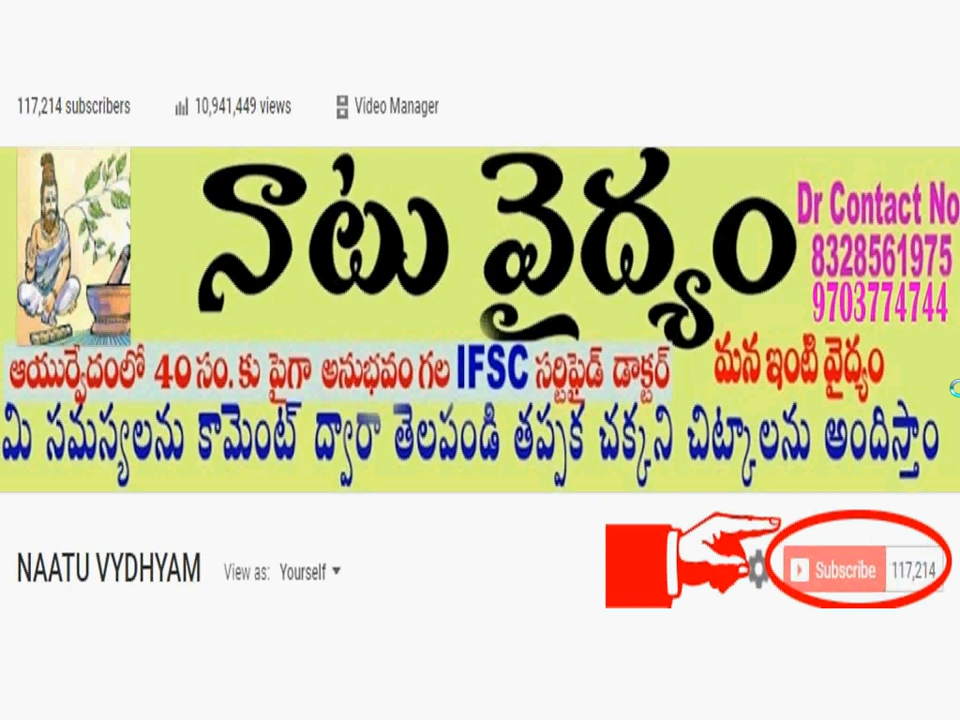 117,214 subscribers 10,941,449 views Video Manager
నాటు వైద్యం
Dr Contact No
8328561975
9703774744
ఆయుర్వేదంలో 40 సం. కు పైగా అనుభవం గల IFSC సర్టిఫైడ్ డాక్టర్
మన ఇంటి వైద్యం
మి సమస్యలను కామెంట్ ద్వారా తెలపండి తప్పక చక్కని చిట్కాలను అందిస్తాం
NAATU VYDHYAM View as: Yourself Subscribe 117,214